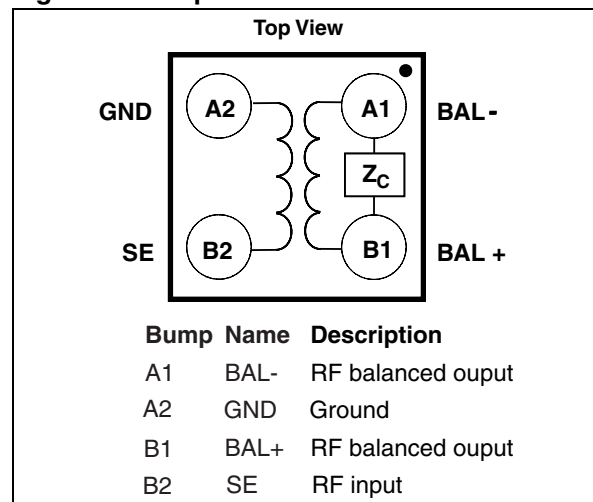 Top View
GND A2 A1 BAL-
Z_C
SE B2 B1 BAL +
Bump Name Description
A1 BAL- RF balanced ouput
A2 GND Ground
B1 BAL+ RF balanced ouput
B2 SE RF input